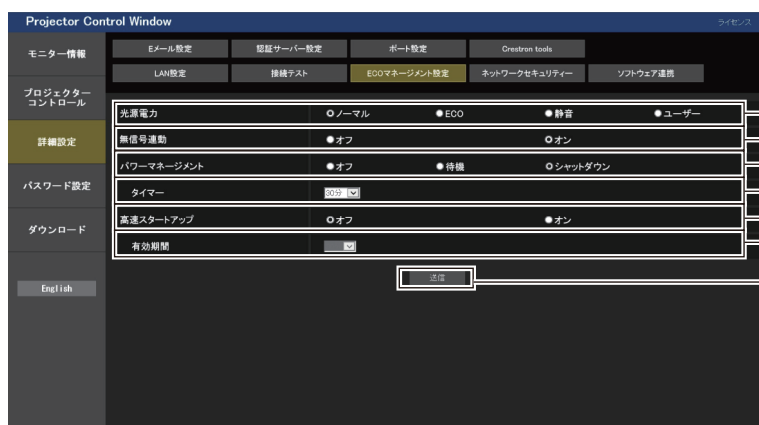 Projector Control Window
ライセンス
モニター情報
プロジェクター
コントロール
詳細設定
パスワード設定
ダウンロード
English
Eメール設定 認証サーバー設定 ポート設定 Crestron tools
LAN設定 接続テスト ECOマネージメント設定 ネットワークセキュリティー ソフトウェア連携
光源電力 ノーマル ECO 静音 ユーザー
無信号連動 オフ オン
パワーマネージメント オフ 待機 シャットダウン
タイマー 30分
高速スタートアップ オフ オン
有効期間
送信